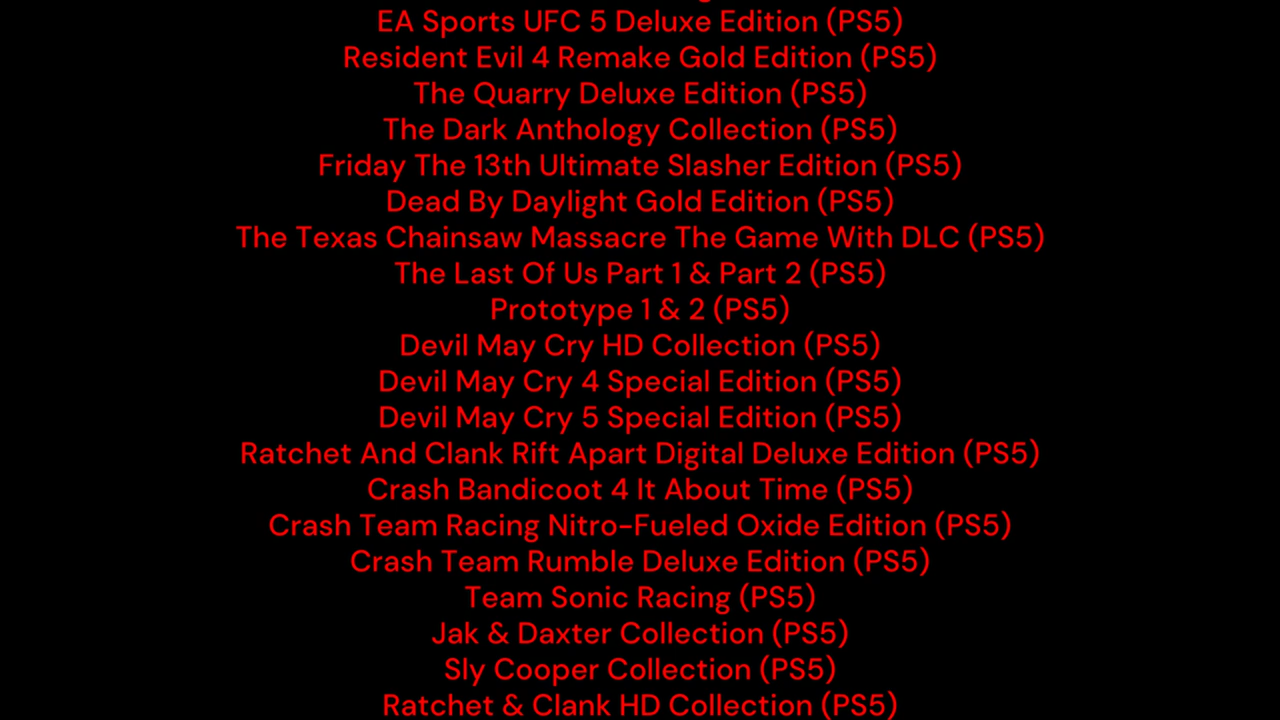 EA Sports UFC 5 Deluxe Edition (PS5)
Resident Evil 4 Remake Gold Edition (PS5)
The Quarry Deluxe Edition (PS5)
The Dark Anthology Collection (PS5)
Friday The 13th Ultimate Slasher Edition (PS5)
Dead By Daylight Gold Edition (PS5)
The Texas Chainsaw Massacre The Game With DLC (PS5)
The Last Of Us Part 1 & Part 2 (PS5)
Prototype 1 & 2 (PS5)
Devil May Cry HD Collection (PS5)
Devil May Cry 4 Special Edition (PS5)
Devil May Cry 5 Special Edition (PS5)
Ratchet And Clank Rift Apart Digital Deluxe Edition (PS5)
Crash Bandicoot 4 It About Time (PS5)
Crash Team Racing Nitro-Fueled Oxide Edition (PS5)
Crash Team Rumble Deluxe Edition (PS5)
Team Sonic Racing (PS5)
Jak & Daxter Collection (PS5)
Sly Cooper Collection (PS5)
Ratchet & Clank HD Collection (PS5)